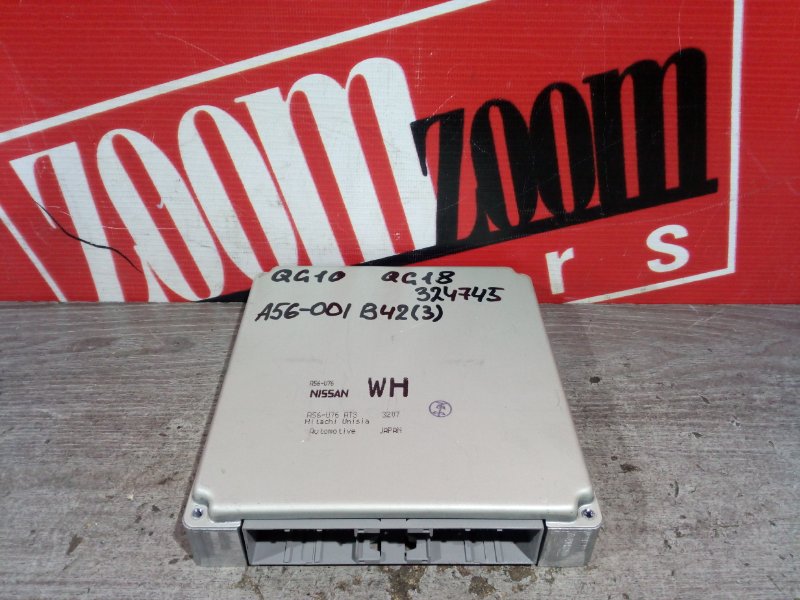 zoom zoom
rs
QG10 QG18
324745
A56-001 B42(3)
A56-U76
NISSAN WH
A56-U76 AT3 3207
Hitachi Unisia
Automotive JAPAN